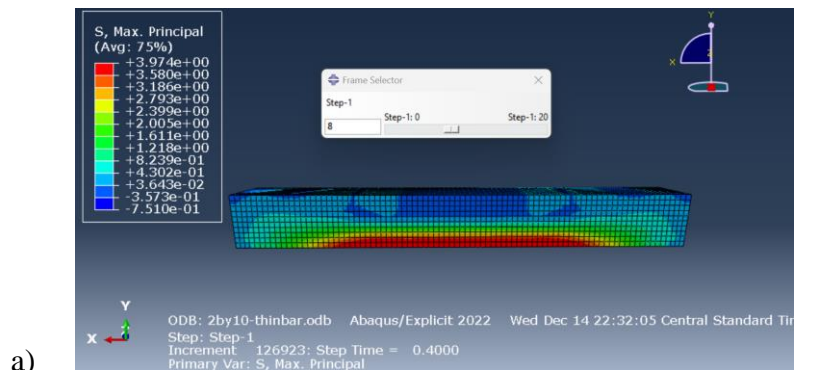 S, Max. Principal
(Avg: 75%)
+3.974e+00
+3.580e+00
+3.186e+00
+2.793e+00
+2.399e+00
+2.005e+00
+1.611e+00
+1.218e+00
+8.239e-01
+4.302e-01
+3.643e-02
-3.573e-01
-7.510e-01
Frame Selector
Step-1
8
Step-1: 0
Step-1: 20
Y
X
Z
Y
X
ODB: 2by10-thinbar.odb Abaqus/Explicit 2022 Wed Dec 14 22:32:05 Central Standard Tir
Step: Step-1
Increment 126923: Step Time = 0.4000
Primary Var: S, Max. Principal
a)